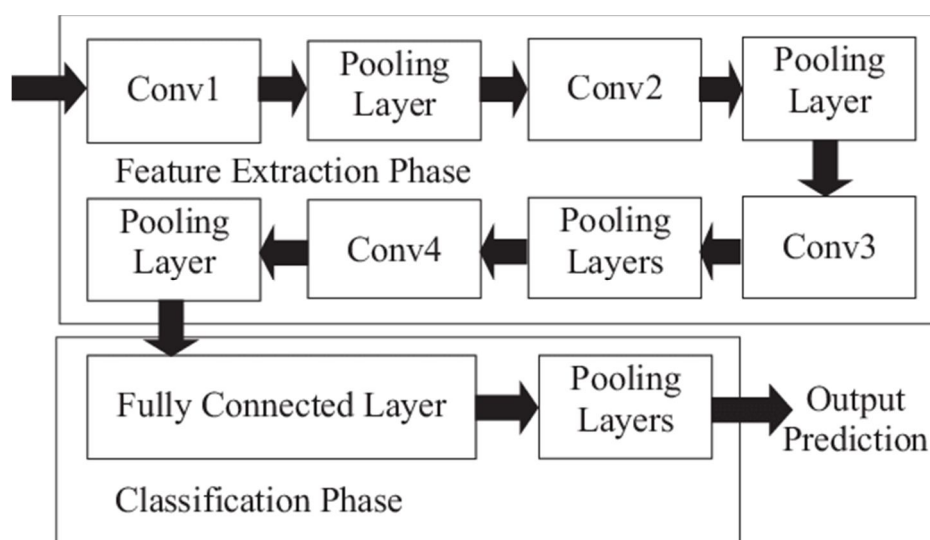 Conv1
Pooling
Layer
Conv2
Pooling
Layer
Feature Extraction Phase
Pooling
Layer
Conv4
Pooling
Layers
Conv3
Fully Connected Layer
Pooling
Layers
Output
Prediction
Classification Phase